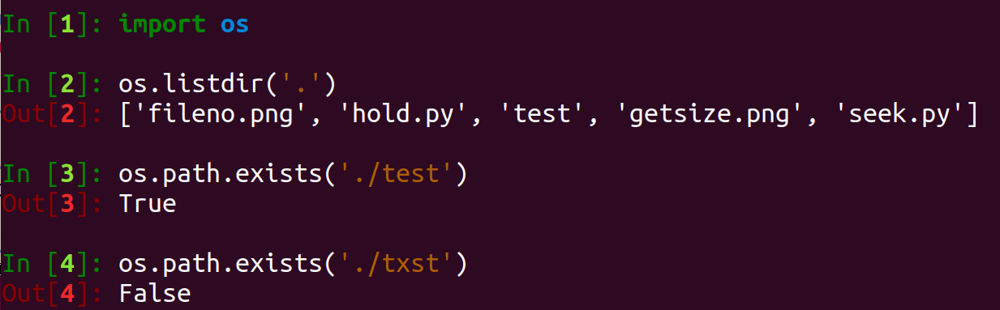 In [1]: import os
In [2]: os.listdir('.')
Out[2]: ['fileno.png', 'hold.py', 'test', 'getsize.png', 'seek.py']
In [3]: os.path.exists('./test')
Out[3]: True
In [4]: os.path.exists('./txst')
Out[4]: False